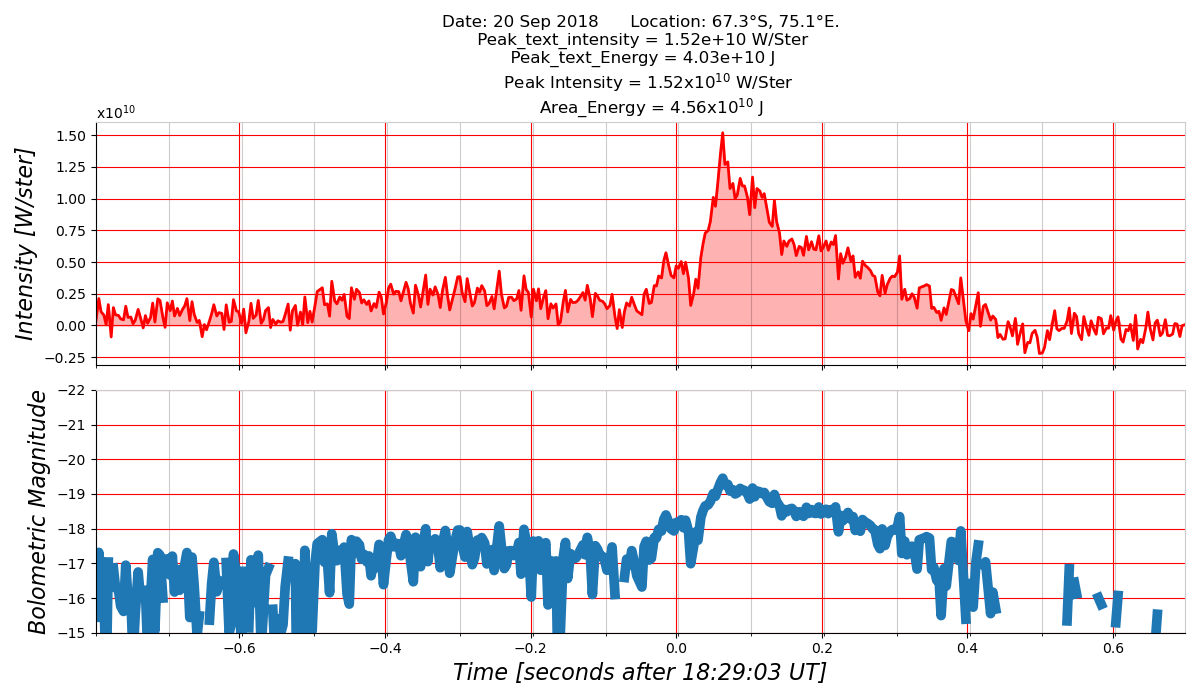 Date: 20 Sep 2018      Location: 67.3°S, 75.1°E.
Peak_text_intensity = 1.52e+10 W/Ster
Peak_text_Energy = 4.03e+10 J
Peak Intensity = 1.52x10¹⁰ W/Ster
Area_Energy = 4.56x10¹⁰ J
x10¹⁰
Intensity [W/ster]
1.50
1.25
1.00
0.75
0.50
0.25
0.00
−0.25
Bolometric Magnitude
−22
−21
−20
−19
−18
−17
−16
−15
−0.6 −0.4 −0.2 0.0 0.2 0.4 0.6
Time [seconds after 18:29:03 UT]